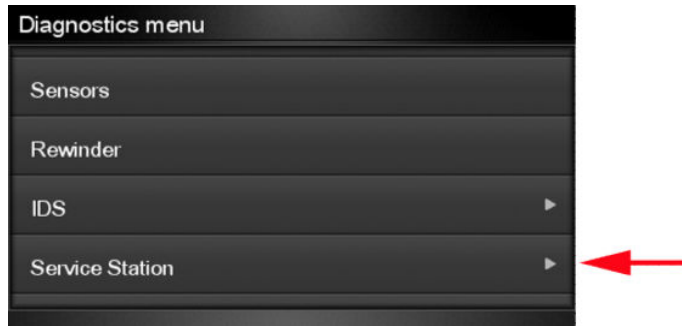 Diagnostics menu
Sensors
Rewinder
IDS
Service Station